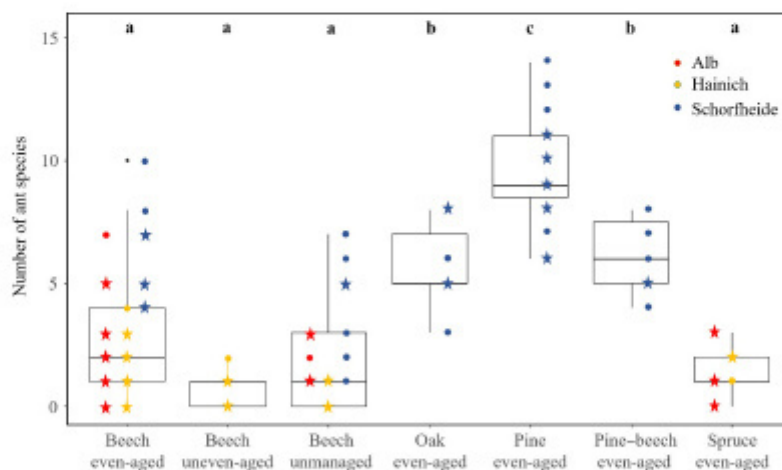 a a a b c b a
15
Alb
Hainich
Schorfheide
10
Number of ant species
5
0
Beech Beech Beech Oak Pine Pine-beech Spruce
even-aged uneven-aged unmanaged even-aged even-aged even-aged even-aged